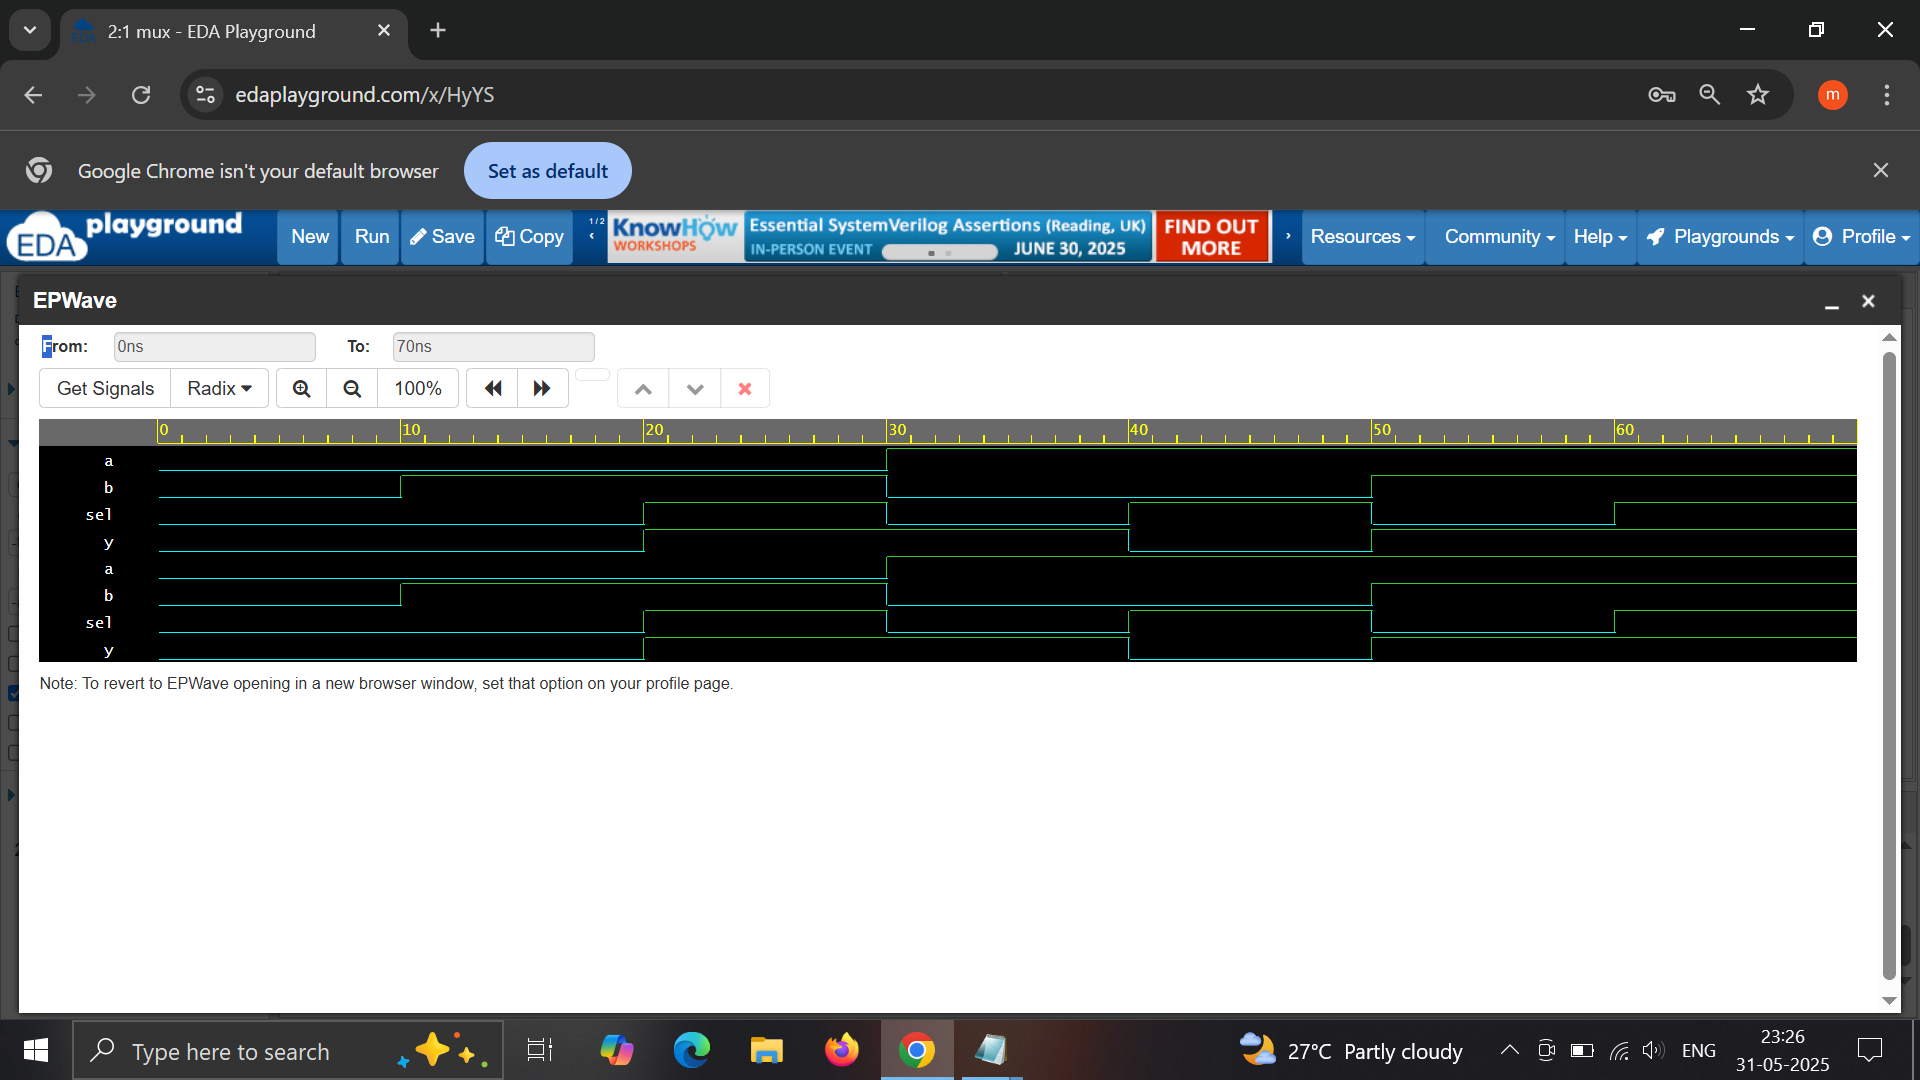 2:1 mux - EDA Playground
edaplayground.com/x/HyYS
m
Google Chrome isn't your default browser
Set as default
EDA playground
New
Run
Save
Copy
1/2
KnowHow
WORKSHOPS
Essential SystemVerilog Assertions (Reading, UK)
IN-PERSON EVENT
JUNE 30, 2025
FIND OUT
MORE
Resources
Community
Help
Playgrounds
Profile
EPWave
From: 0ns To: 70ns
Get Signals
Radix
100%
0 10 20 30 40 50 60
a
b
sel
y
a
b
sel
y
Note: To revert to EPWave opening in a new browser window, set that option on your profile page.
Type here to search
27°C Partly cloudy
ENG
23:26
31-05-2025